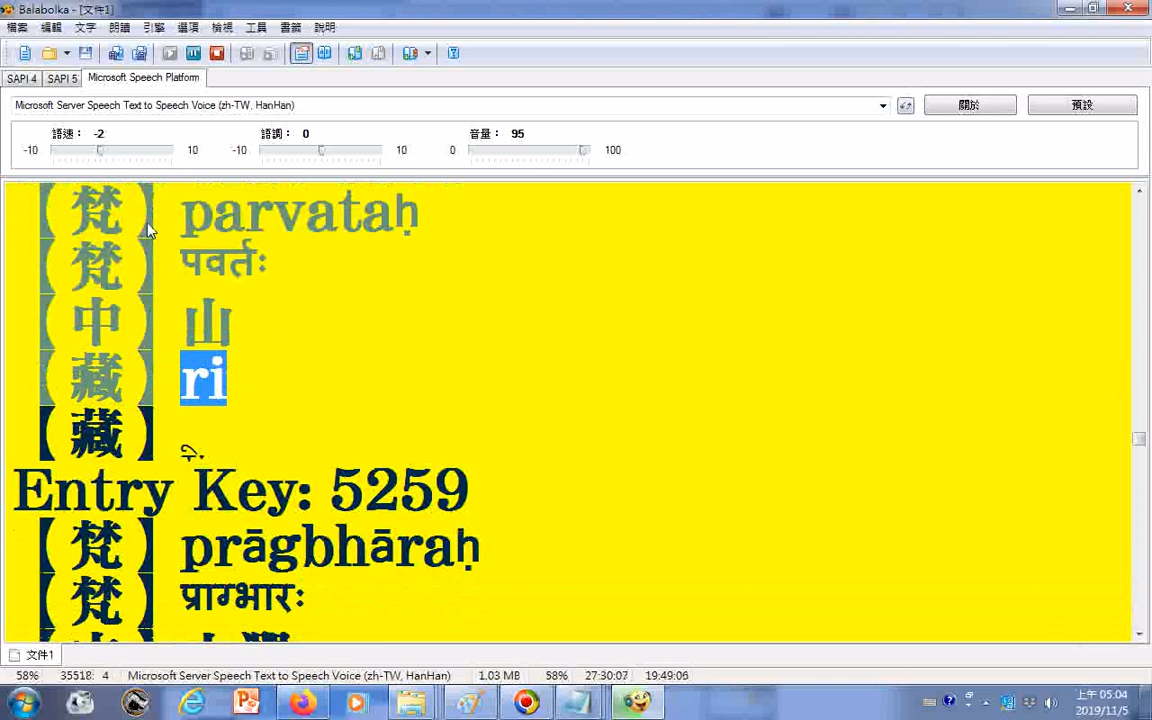 Balabolka - [文件1]
檔案 編輯 文字 朗讀 引擎 選項 檢視 工具 書籤 說明
SAPI 4 SAPI 5 Microsoft Speech Platform
Microsoft Server Speech Text to Speech Voice (zh-TW, HanHan) 關於 預設
語速： -2 語調： 0 音量： 95
-10 10 -10 10 0 100
【梵】 parvataḥ
【梵】 पवर्तः
【中】 山
【藏】 ri
【藏】 རི.
Entry Key: 5259
【梵】 prāgbhāraḥ
【梵】 प्राग्भारः
文件1
58% 35518: 4 Microsoft Server Speech Text to Speech Voice (zh-TW, HanHan) 1.03 MB 58% 27:30:07 19:49:06
上午 05:04
2019/11/5